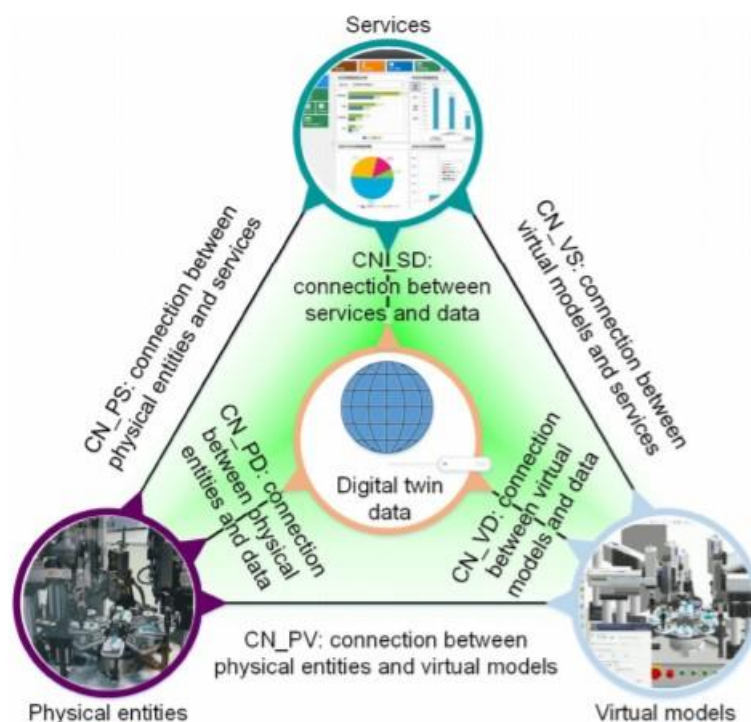 Services
CN_PS: connection between
physical entities and services
CN_VS: connection between
virtual models and services
CN_SD:
connection between
services and data
CN_PD: connection
between physical
entities and data
Digital twin
data
CN_VD: connection
between virtual
models and data
CN_PV: connection between
physical entities and virtual models
Physical entities
Virtual models